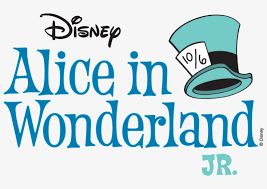 Disney
Alice in
10/6
Wonderland
JR.
© Disney